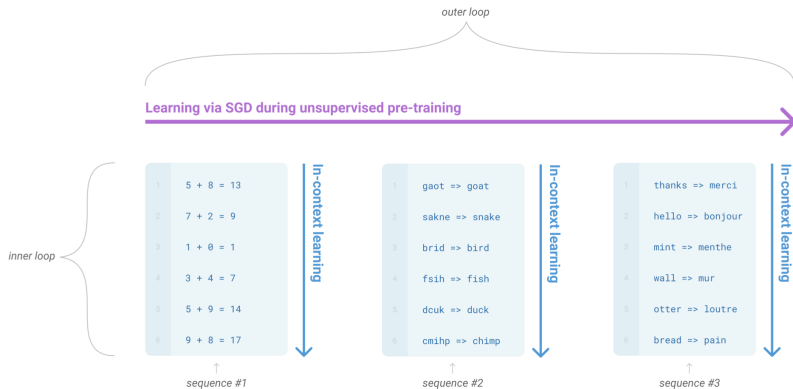 outer loop
Learning via SGD during unsupervised pre-training
inner loop
1 5 + 8 = 13
2 7 + 2 = 9
3 1 + 0 = 1
4 3 + 4 = 7
5 5 + 9 = 14
6 9 + 8 = 17
In-context learning
sequence #1
1 gaot => goat
2 sakne => snake
3 brid => bird
4 fsih => fish
5 dcuk => duck
6 cmihp => chimp
In-context learning
sequence #2
1 thanks => merci
2 hello => bonjour
3 mint => menthe
4 wall => mur
5 otter => loutre
6 bread => pain
In-context learning
sequence #3